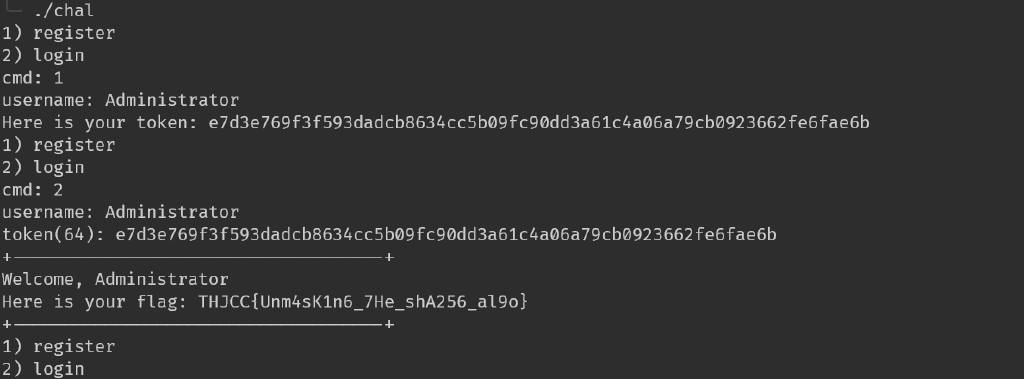 ./chal
1) register
2) login
cmd: 1
username: Administrator
Here is your token: e7d3e769f3f593dadcb8634cc5b09fc90dd3a61c4a06a79cb0923662fe6fae6b
1) register
2) login
cmd: 2
username: Administrator
token(64): e7d3e769f3f593dadcb8634cc5b09fc90dd3a61c4a06a79cb0923662fe6fae6b
+-----------------------------------+
Welcome, Administrator
Here is your flag: THJCC{Unm4sK1n6_7He_shA256_al9o}
+-----------------------------------+
1) register
2) login